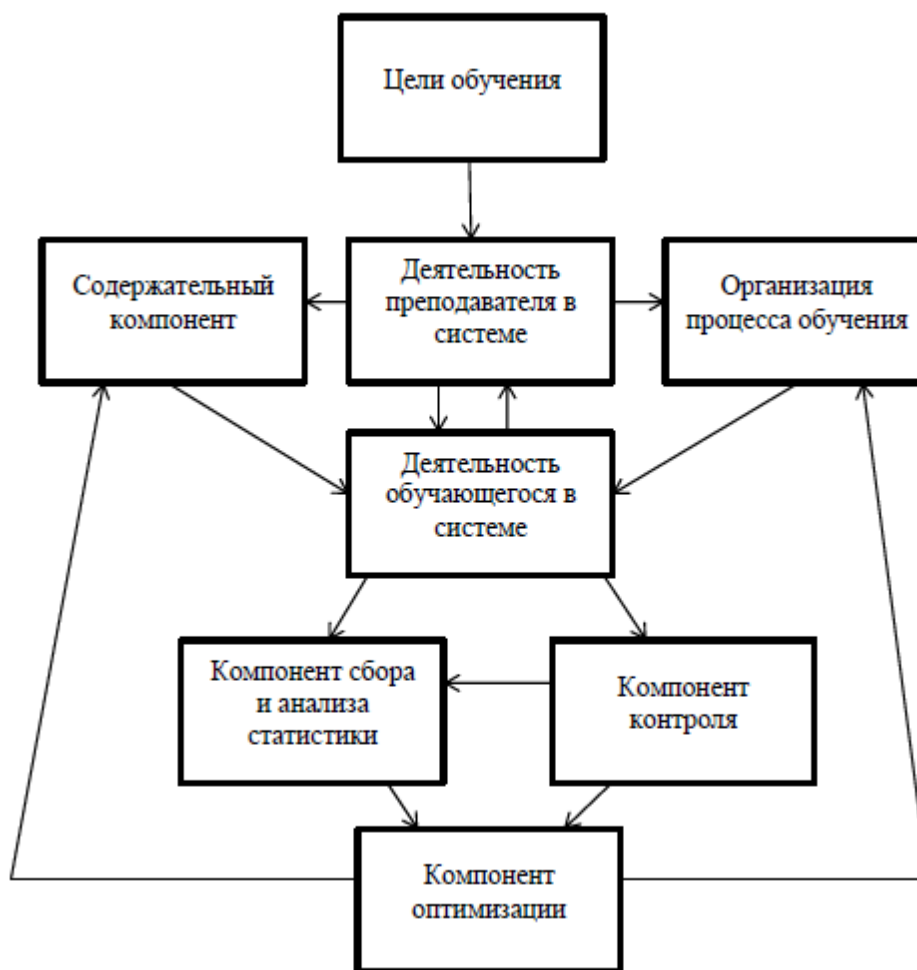 Цели обучения
Содержательный
компонент
Деятельность
преподавателя в
системе
Организация
процесса обучения
Деятельность
обучающегося в
системе
Компонент сбора
и анализа
статистики
Компонент
контроля
Компонент
оптимизации